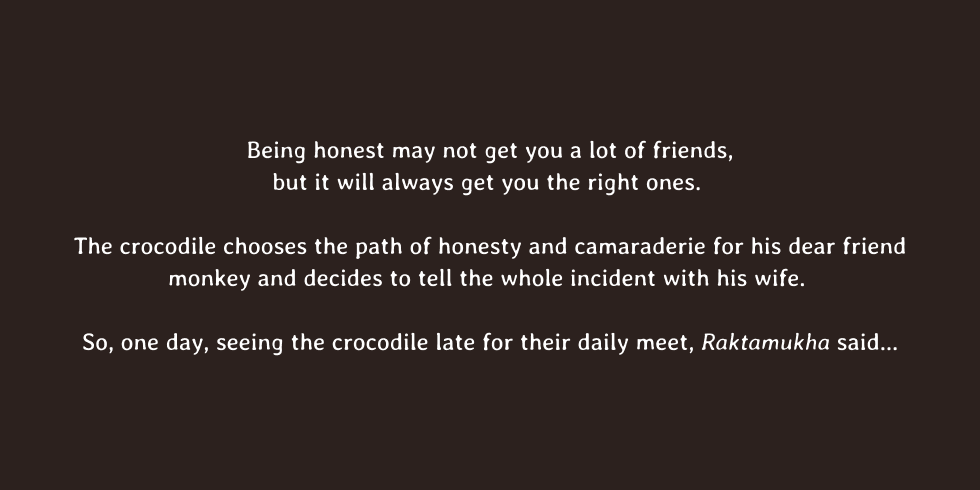 Being honest may not get you a lot of friends,
but it will always get you the right ones.
The crocodile chooses the path of honesty and camaraderie for his dear friend
monkey and decides to tell the whole incident with his wife.
So, one day, seeing the crocodile late for their daily meet, Raktamukha said...